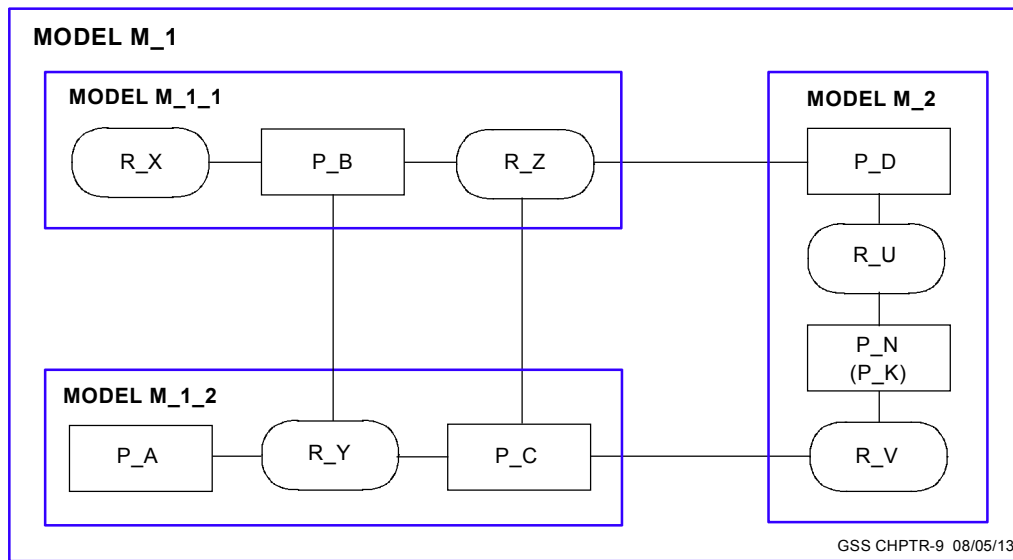 MODEL M_1
MODEL M_1_1
R_X
P_B
R_Z
MODEL M_2
P_D
R_U
P_N
(P_K)
R_V
MODEL M_1_2
P_A
R_Y
P_C
GSS CHPTR-9 08/05/13